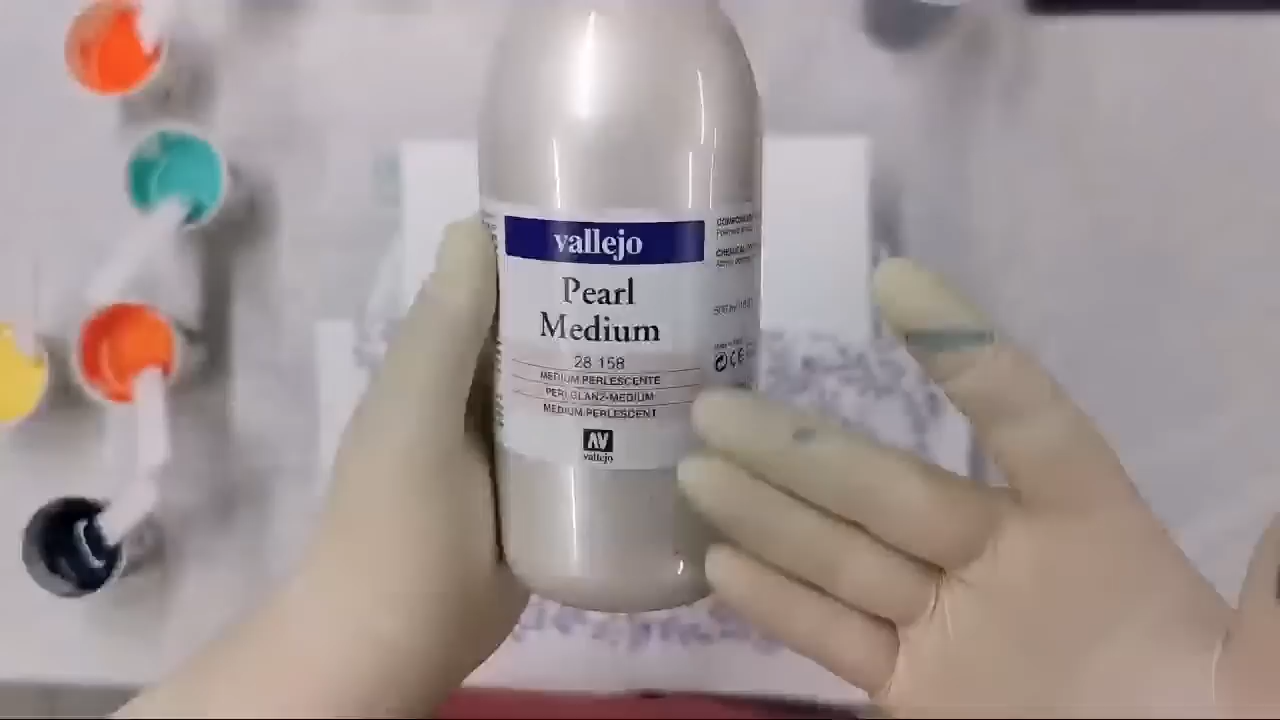 vallejo
Pearl
Medium
28 158
MEDIUM PERLESCENTE
PERLGLANZ-MEDIUM
MEDIUM PERLESCENT
AV
vallejo